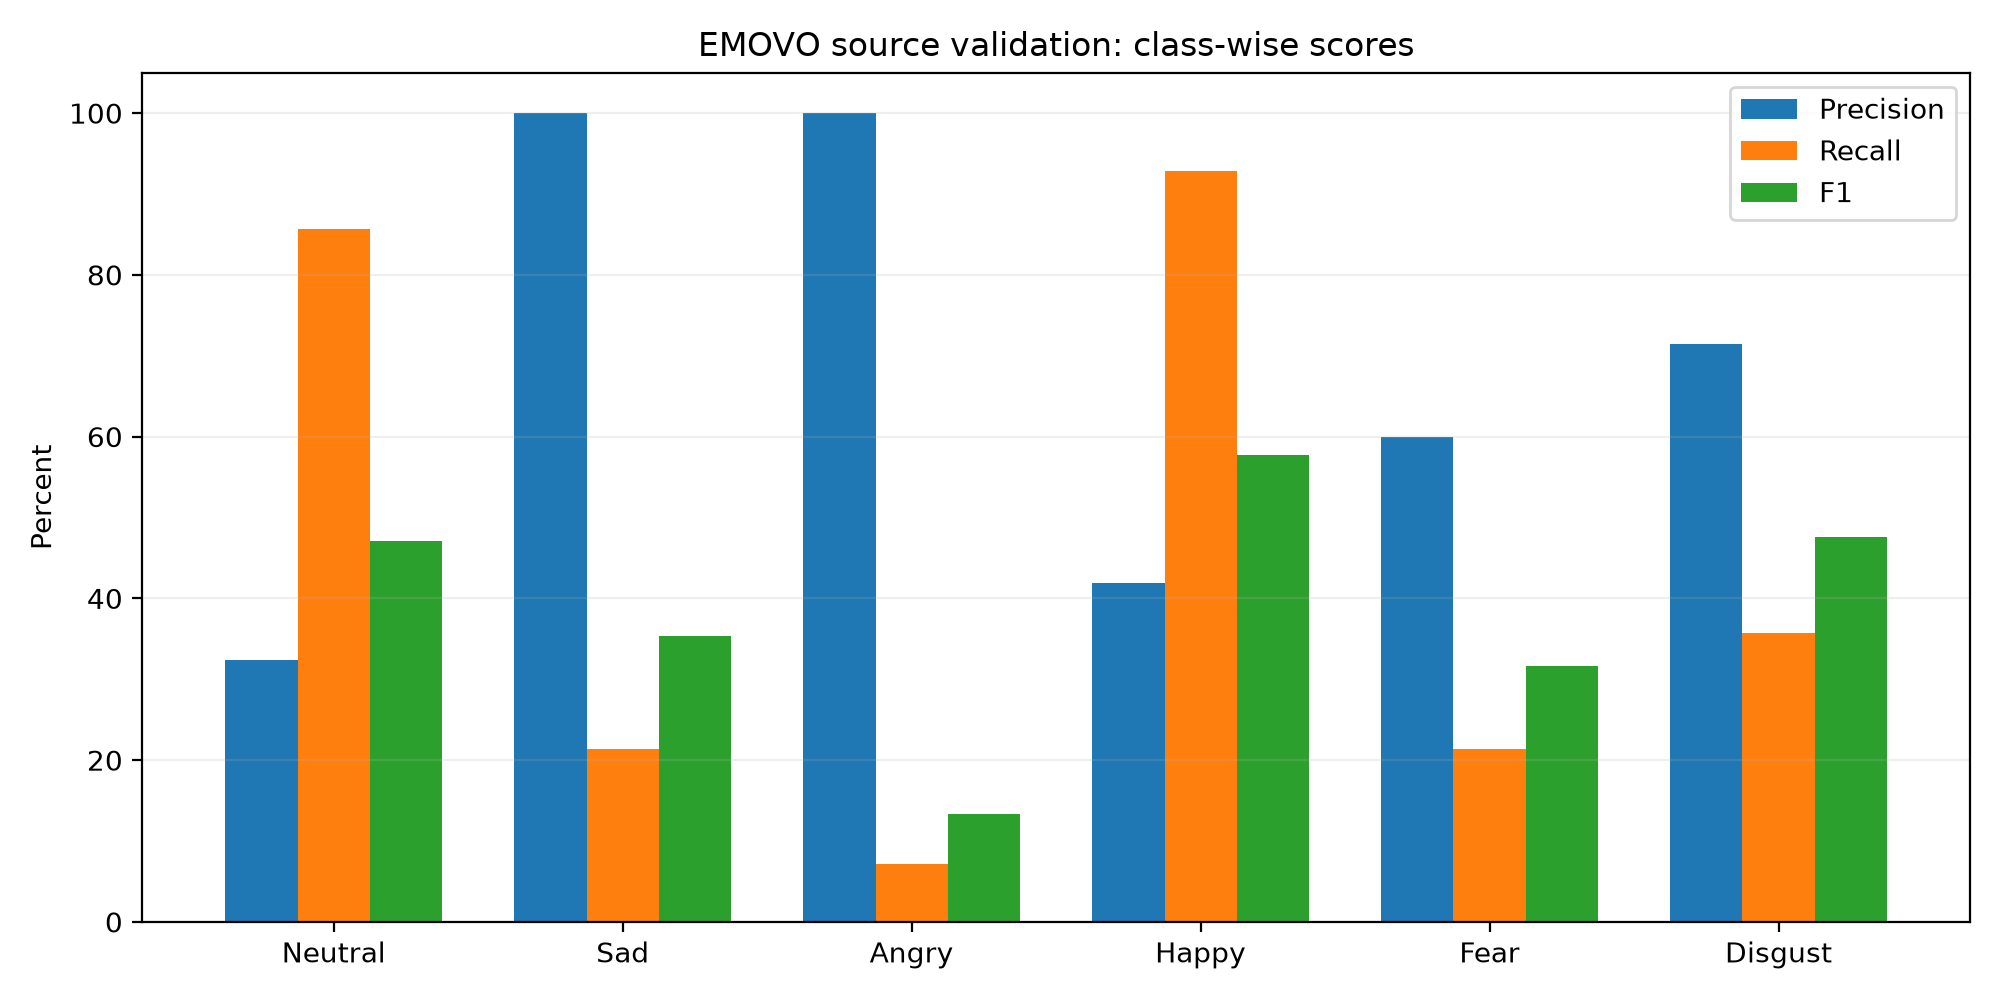 EMOVO source validation: class-wise scores
Precision
Recall
F1
Percent
100
80
60
40
20
0
Neutral
Sad
Angry
Happy
Fear
Disgust